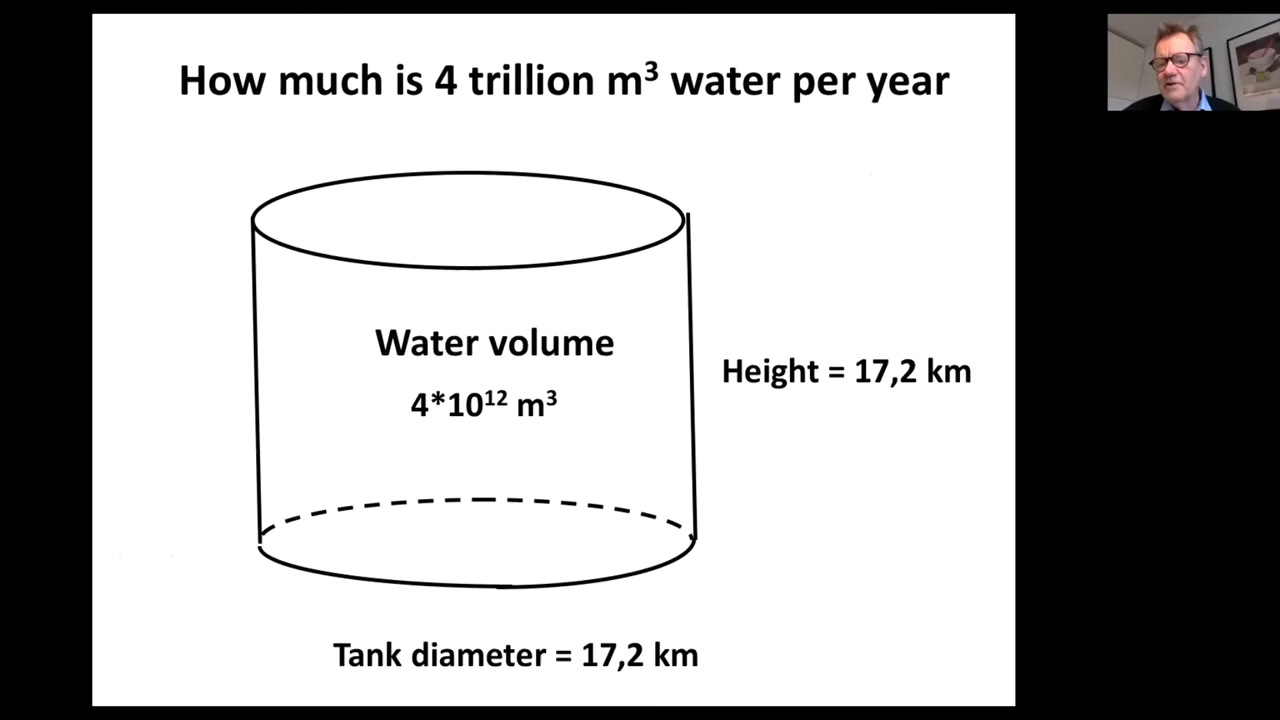 How much is 4 trillion m³ water per year
Water volume
4*10¹² m³
Height = 17,2 km
Tank diameter = 17,2 km